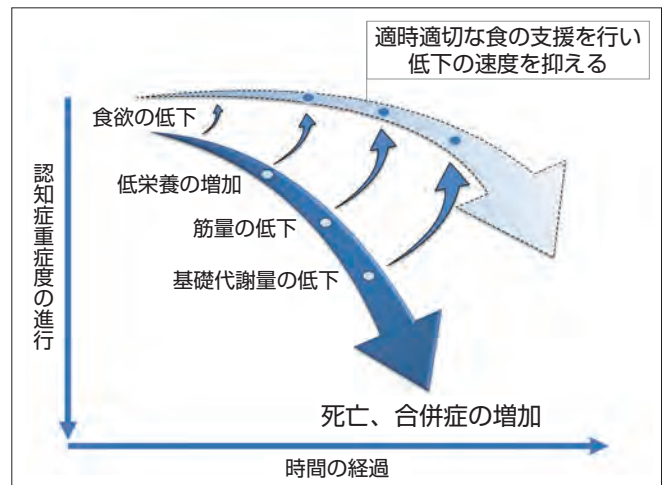 適時適切な食の支援を行い
低下の速度を抑える
食欲の低下
低栄養の増加
筋量の低下
基礎代謝量の低下
死亡、合併症の増加
認知症重症度の進行
時間の経過